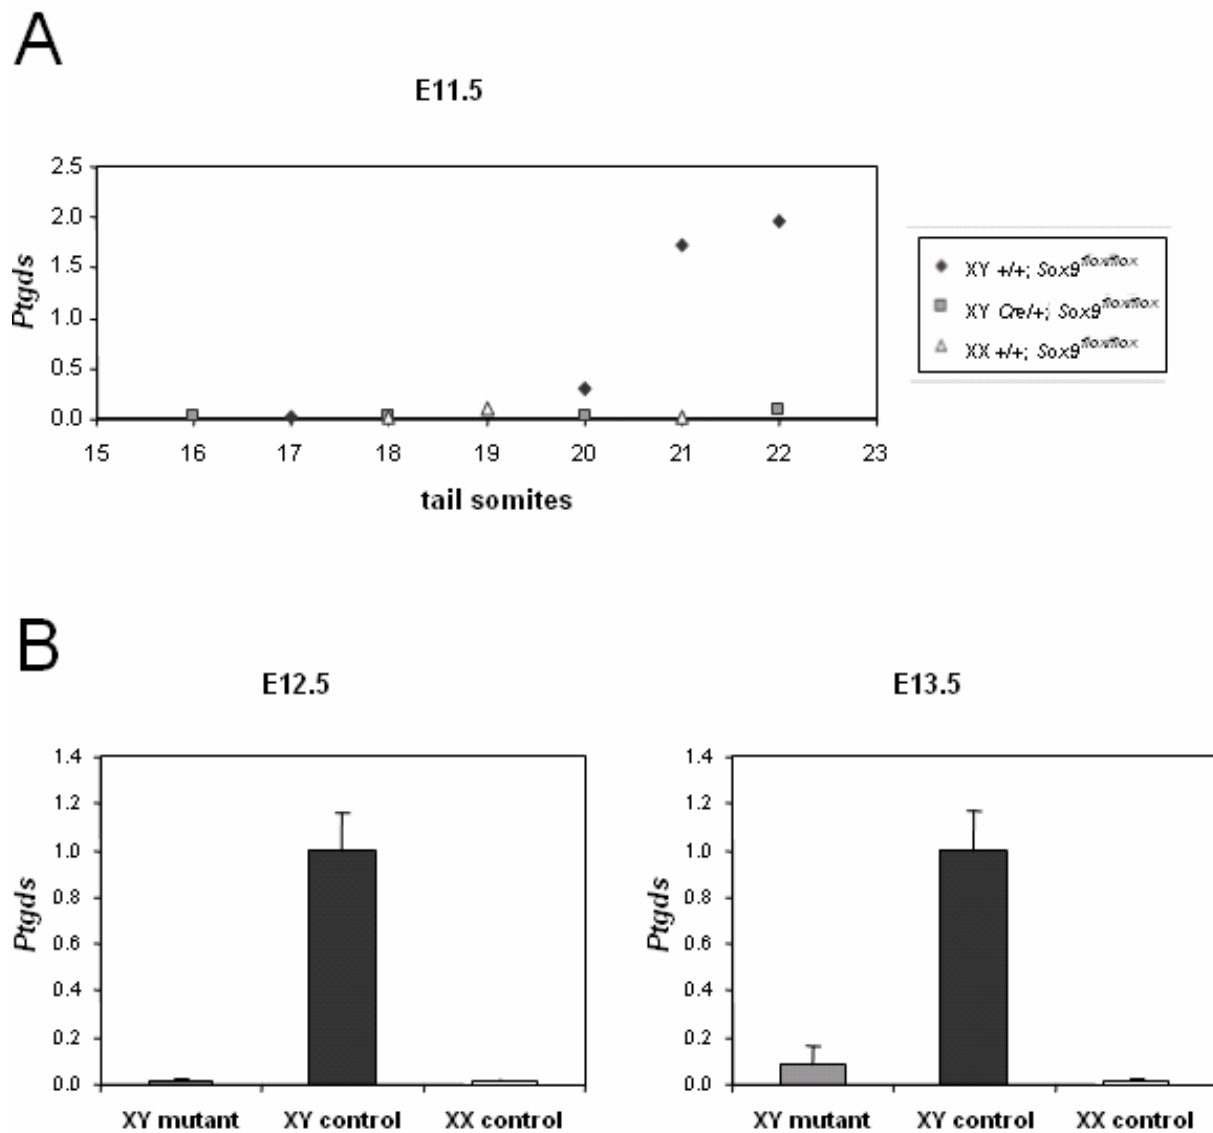 A
E11.5
2.5
2.0
1.5
1.0
0.5
0.0
Ptgds
15 16 17 18 19 20 21 22 23
tail somites
XY +/+; Sox9flox/flox
XY Cre/+; Sox9flox/flox
XX +/+; Sox9flox/flox
B
E12.5
1.4
1.2
1.0
0.8
0.6
0.4
0.2
0.0
Ptgds
XY mutant XY control XX control
E13.5
1.4
1.2
1.0
0.8
0.6
0.4
0.2
0.0
Ptgds
XY mutant XY control XX control